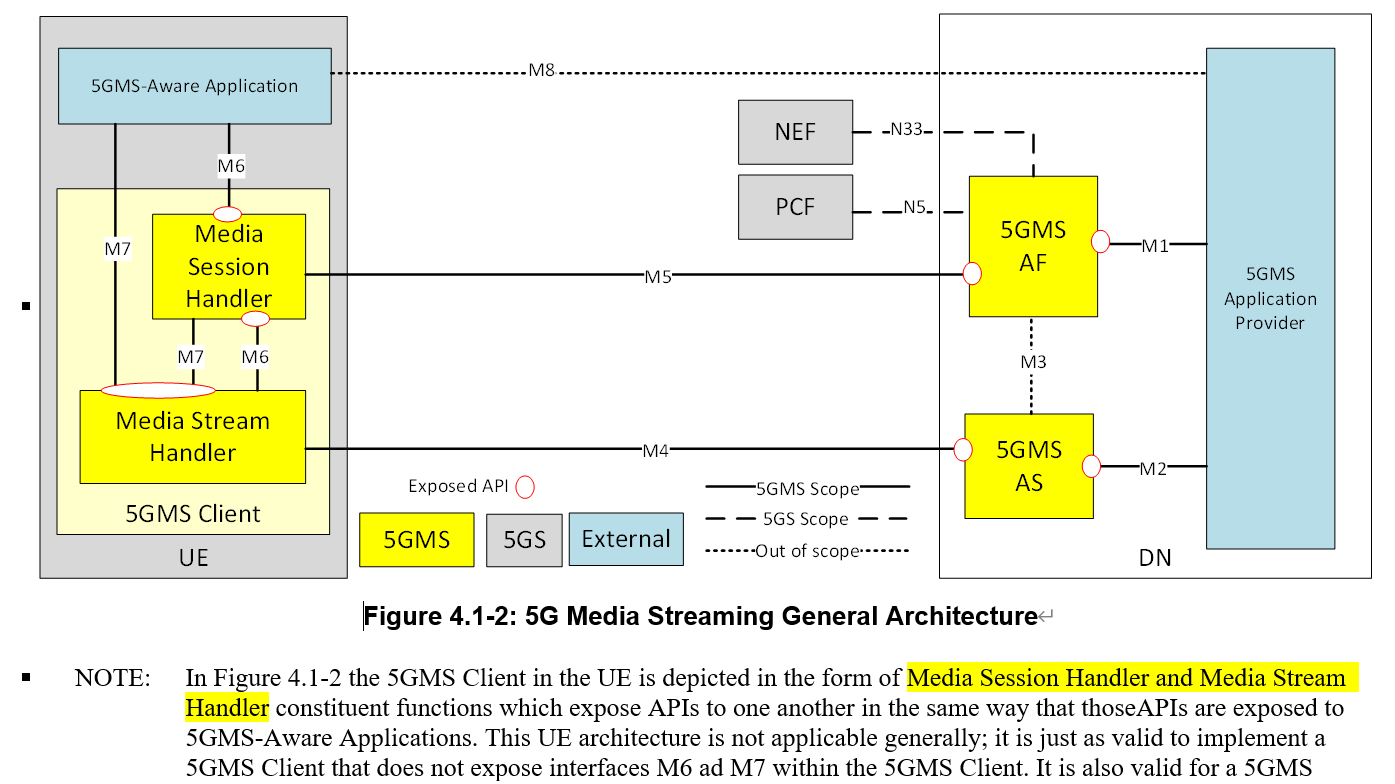 5GMS-Aware Application
M8
NEF
N33
M6
PCF
N5
5GMS
AF
M1
M7
Media
Session
Handler
M5
5GMS
Application
Provider
M7
M6
M3
Media Stream
Handler
M4
5GMS
AS
M2
Exposed API
5GMS Scope
5GS Scope
Out of scope
5GMS Client
5GMS
5GS
External
UE
DN
Figure 4.1-2: 5G Media Streaming General Architecture↵
▪ NOTE: In Figure 4.1-2 the 5GMS Client in the UE is depicted in the form of Media Session Handler and Media Stream
Handler constituent functions which expose APIs to one another in the same way that thoseAPIs are exposed to
5GMS-Aware Applications. This UE architecture is not applicable generally; it is just as valid to implement a
5GMS Client that does not expose interfaces M6 ad M7 within the 5GMS Client. It is also valid for a 5GMS